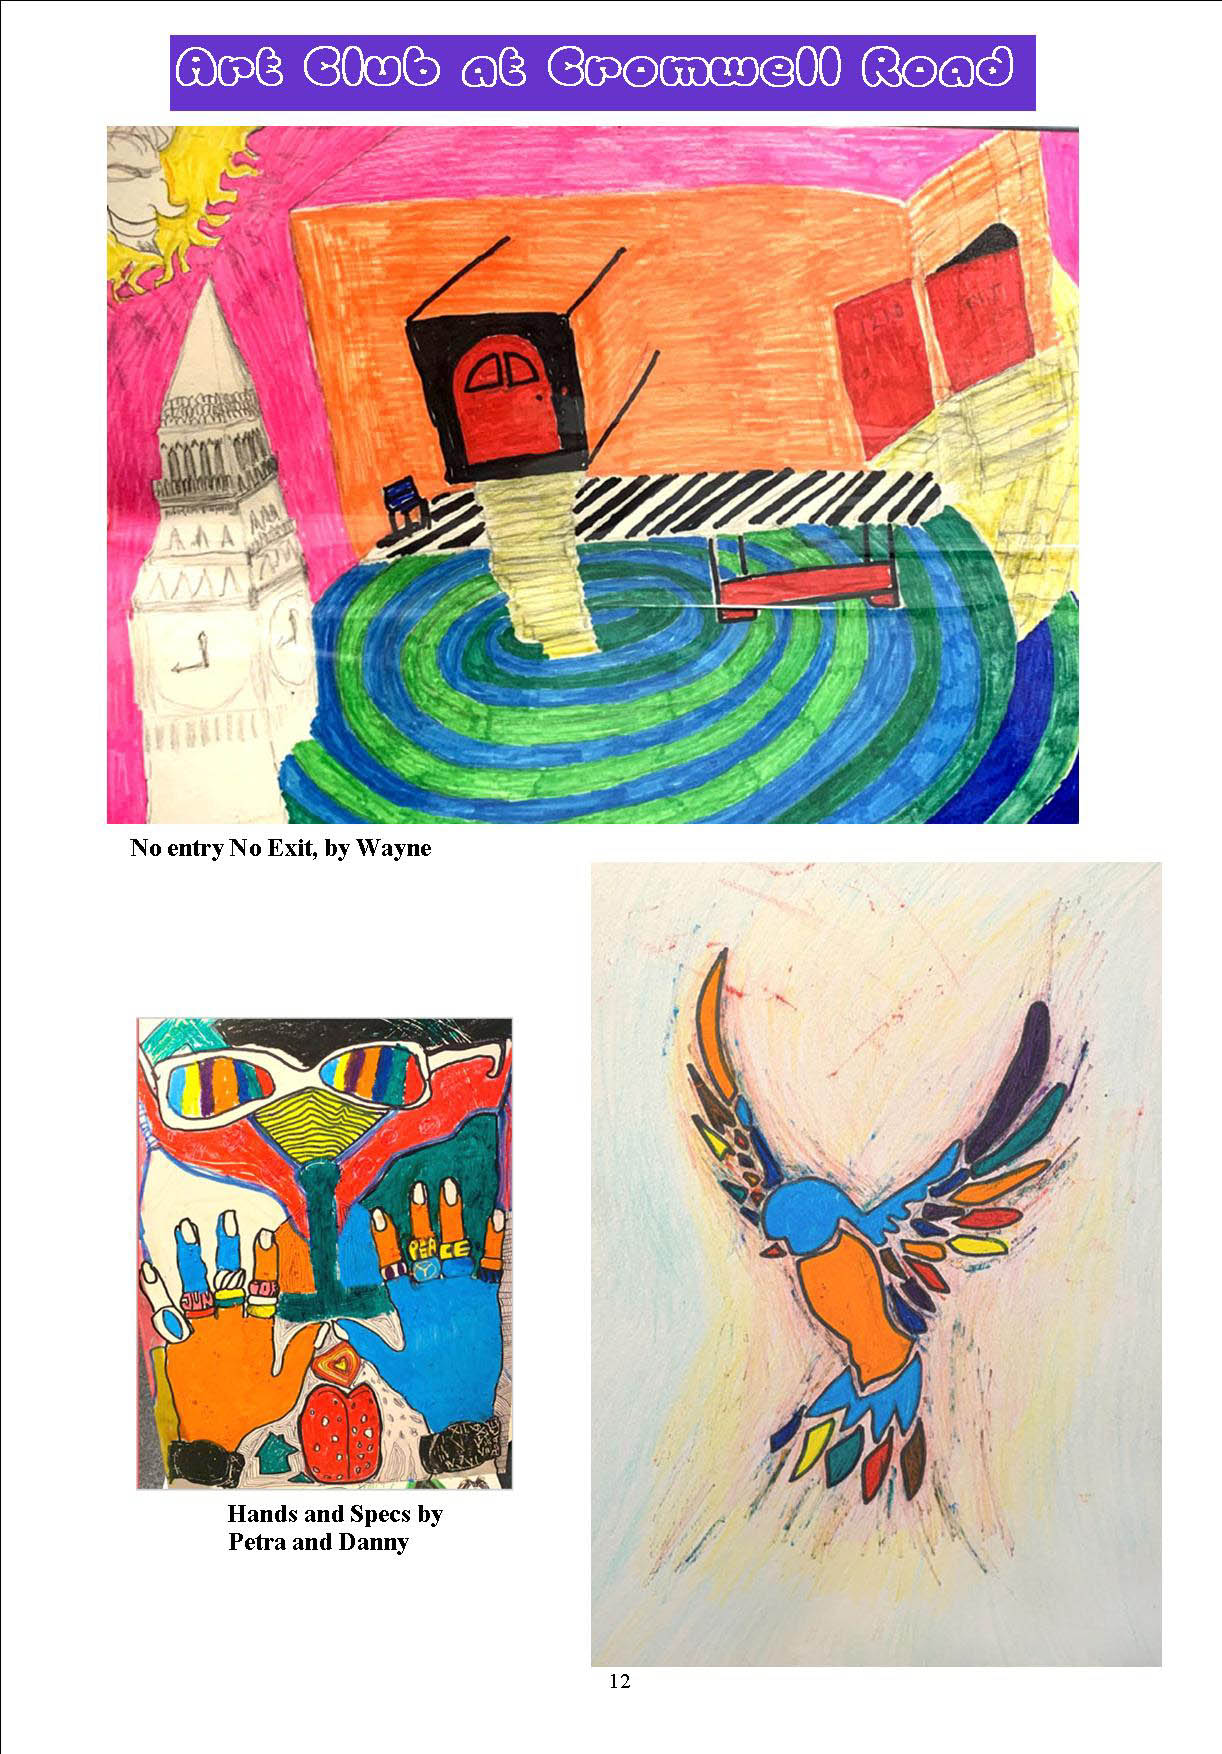 Art Club at Cromwell Road
No entry No Exit, by Wayne
PEACE
JUN
Hands and Specs by
Petra and Danny
12